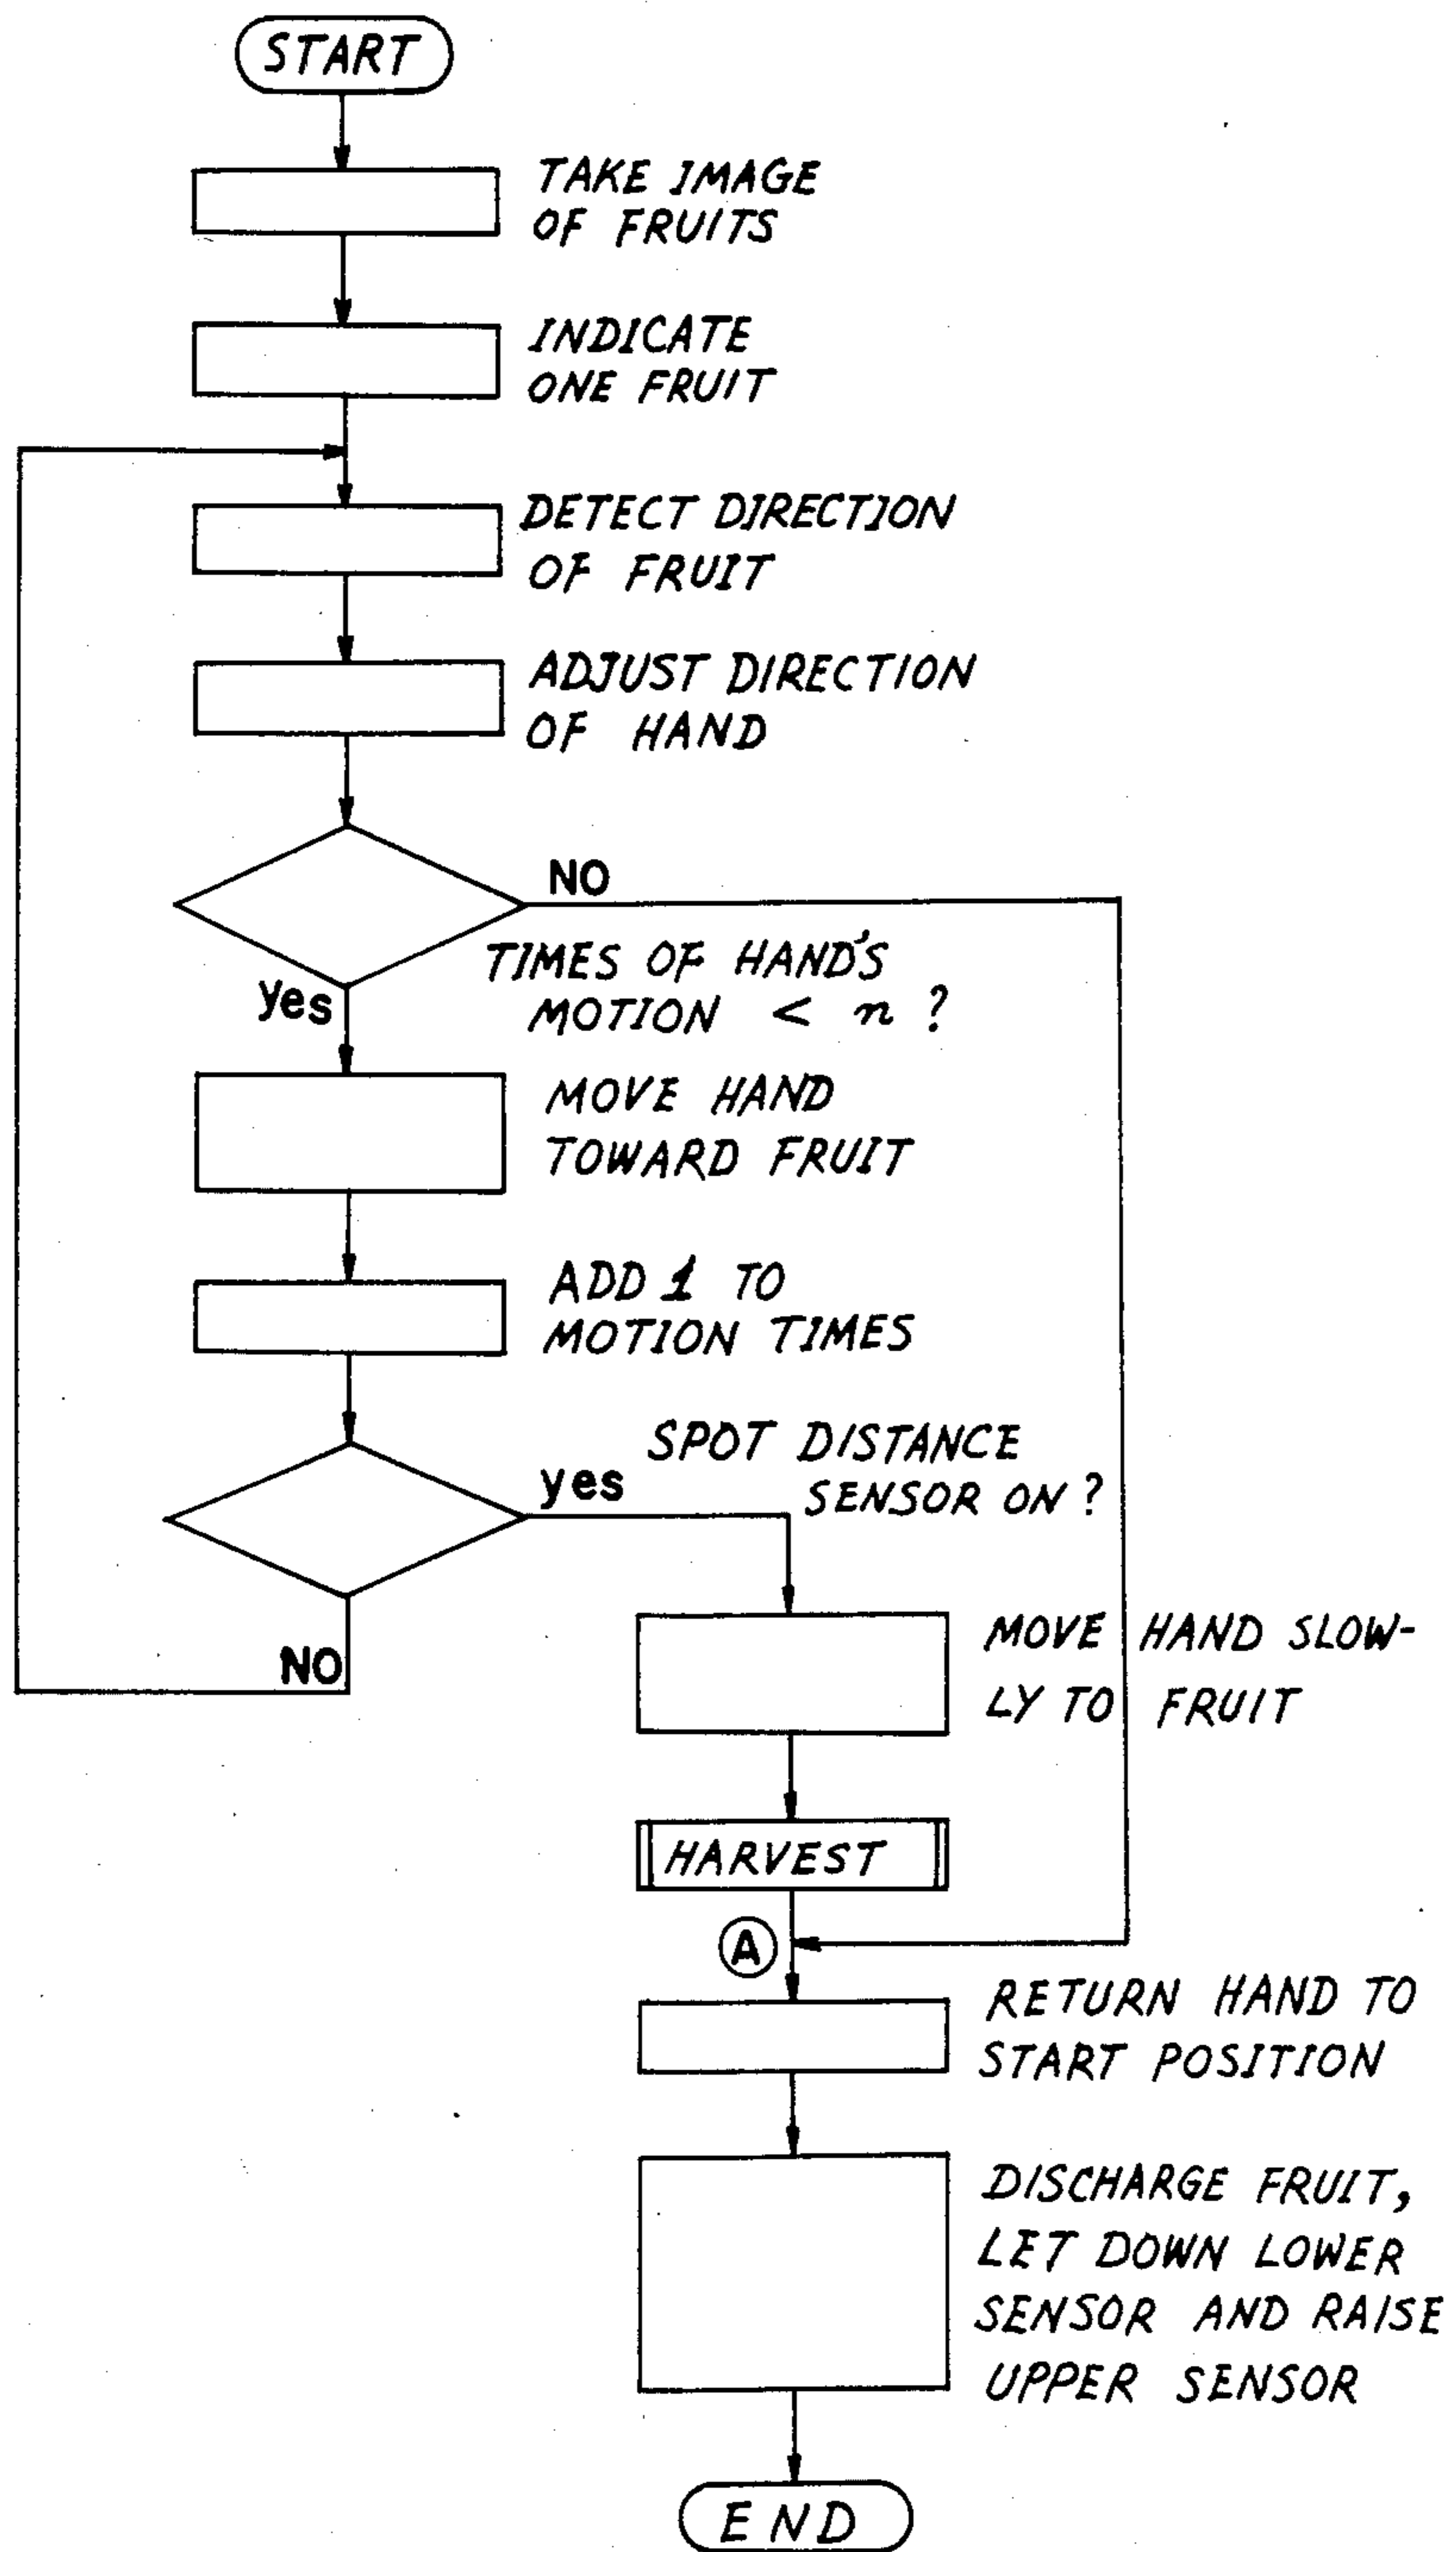 START
TAKE IMAGE
OF FRUITS
INDICATE
ONE FRUIT
DETECT DIRECTION
OF FRUIT
ADJUST DIRECTION
OF HAND
NO
TIMES OF HAND'S
MOTION < n ?
yes
MOVE HAND
TOWARD FRUIT
ADD 1 TO
MOTION TIMES
SPOT DISTANCE
SENSOR ON ?
yes
NO
MOVE HAND SLOW-
LY TO FRUIT
HARVEST
A
RETURN HAND TO
START POSITION
DISCHARGE FRUIT,
LET DOWN LOWER
SENSOR AND RAISE
UPPER SENSOR
END